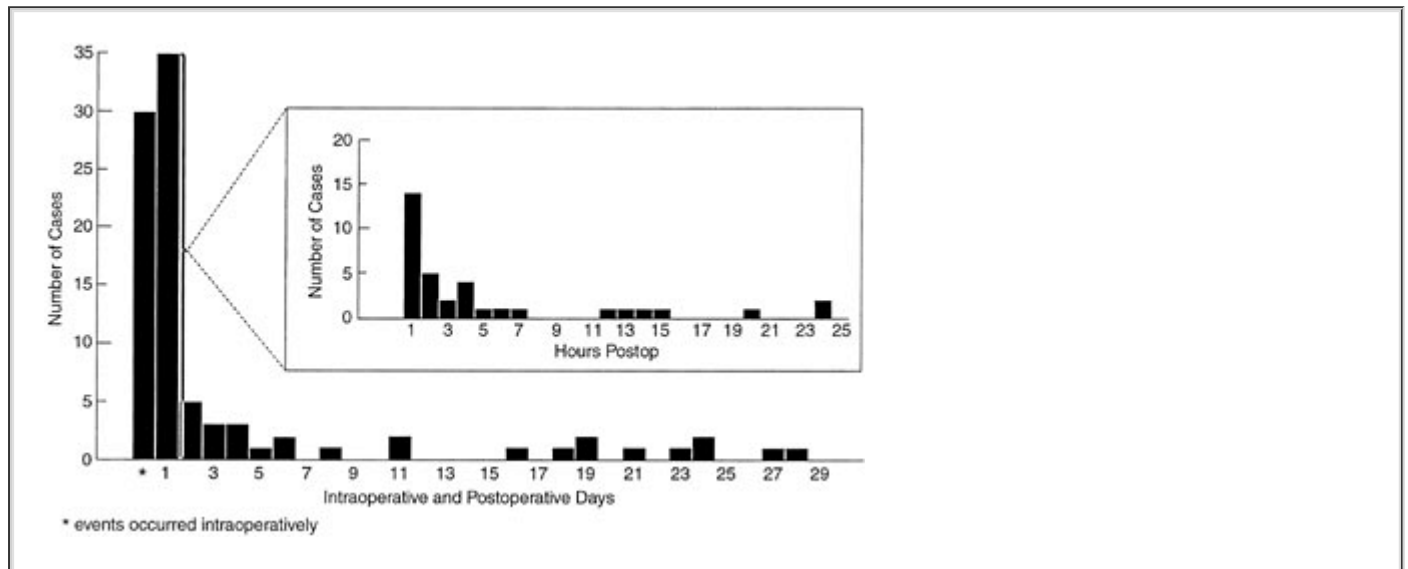 35
30
25
20
15
10
5
0
Number of Cases
20
15
10
5
0
Number of Cases
1 3 5 7 9 11 13 15 17 19 21 23 25
Hours Postop
* 1 3 5 7 9 11 13 15 17 19 21 23 25 27 29
Intraoperative and Postoperative Days
* events occurred intraoperatively